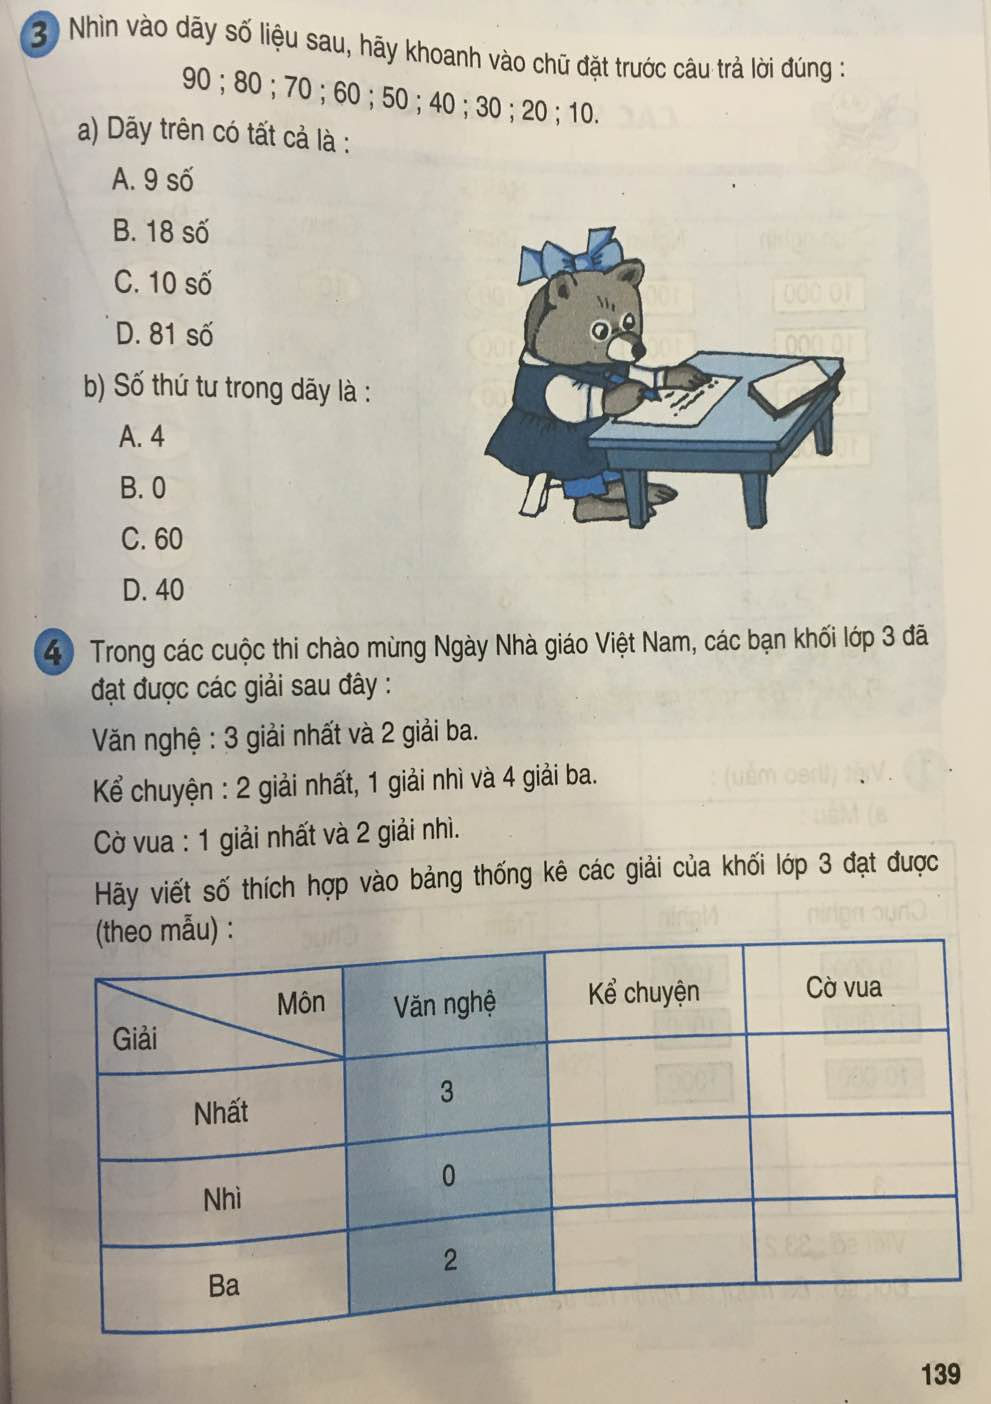 3 Nhìn vào dãy số liệu sau, hãy khoanh vào chữ đặt trước câu trả lời đúng :
90 ; 80 ; 70 ; 60 ; 50 ; 40 ; 30 ; 20 ; 10.
a) Dãy trên có tất cả là :
A. 9 số
B. 18 số
C. 10 số
D. 81 số
b) Số thứ tư trong dãy là :
A. 4
B. 0
C. 60
D. 40
4 Trong các cuộc thi chào mừng Ngày Nhà giáo Việt Nam, các bạn khối lớp 3 đã
đạt được các giải sau đây :
Văn nghệ : 3 giải nhất và 2 giải ba.
Kể chuyện : 2 giải nhất, 1 giải nhì và 4 giải ba.
Cờ vua : 1 giải nhất và 2 giải nhì.
Hãy viết số thích hợp vào bảng thống kê các giải của khối lớp 3 đạt được
(theo mẫu) :
Môn Văn nghệ Kể chuyện Cờ vua
Giải
Nhất 3
Nhì 0
Ba 2
139